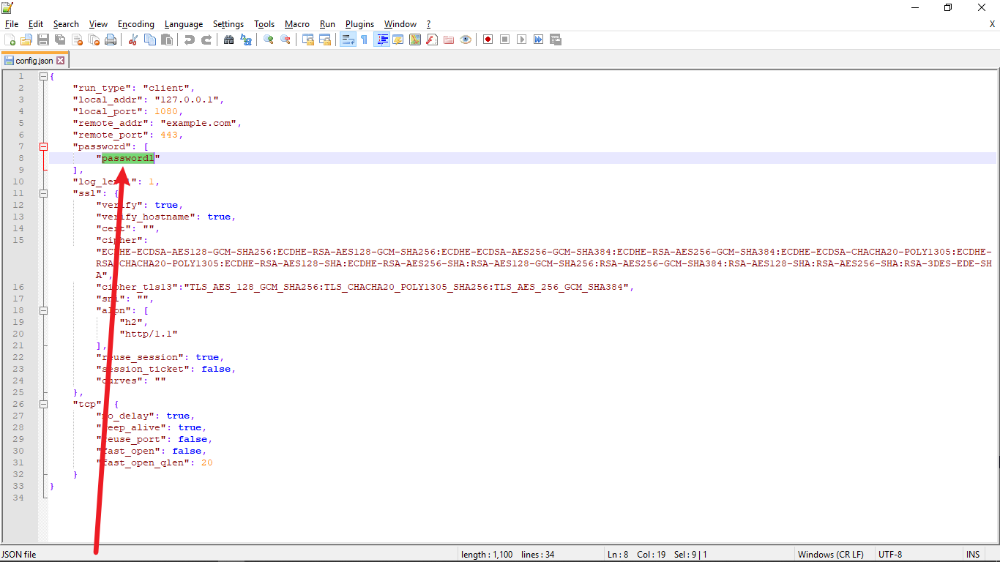 File Edit Search View Encoding Language Settings Tools Macro Run Plugins Window ? X
config.json
1 {
2 "run_type": "client",
3 "local_addr": "127.0.0.1",
4 "local_port": 1080,
5 "remote_addr": "example.com",
6 "remote_port": 443,
7 "password": [
8 "password1"
9 ],
10 "log_level": 1,
11 "ssl": {
12 "verify": true,
13 "verify_hostname": true,
14 "cert": "",
15 "cipher":
"ECDHE-ECDSA-AES128-GCM-SHA256:ECDHE-RSA-AES128-GCM-SHA256:ECDHE-ECDSA-AES256-GCM-SHA384:ECDHE-RSA-AES256-GCM-SHA384:ECDHE-ECDSA-CHACHA20-POLY1305:ECDHE-
RSA-CHACHA20-POLY1305:ECDHE-RSA-AES128-SHA:ECDHE-RSA-AES256-SHA:RSA-AES128-GCM-SHA256:RSA-AES256-GCM-SHA384:RSA-AES128-SHA:RSA-AES256-SHA:RSA-3DES-EDE-SH
A",
16 "cipher_tls13":"TLS_AES_128_GCM_SHA256:TLS_CHACHA20_POLY1305_SHA256:TLS_AES_256_GCM_SHA384",
17 "sni": "",
18 "alpn": [
19 "h2",
20 "http/1.1"
21 ],
22 "reuse_session": true,
23 "session_ticket": false,
24 "curves": ""
25 },
26 "tcp": {
27 "no_delay": true,
28 "keep_alive": true,
29 "reuse_port": false,
30 "fast_open": false,
31 "fast_open_qlen": 20
32 }
33 }
34
JSON file length : 1,100 lines : 34 Ln : 8 Col : 19 Sel : 9 | 1 Windows (CR LF) UTF-8 INS